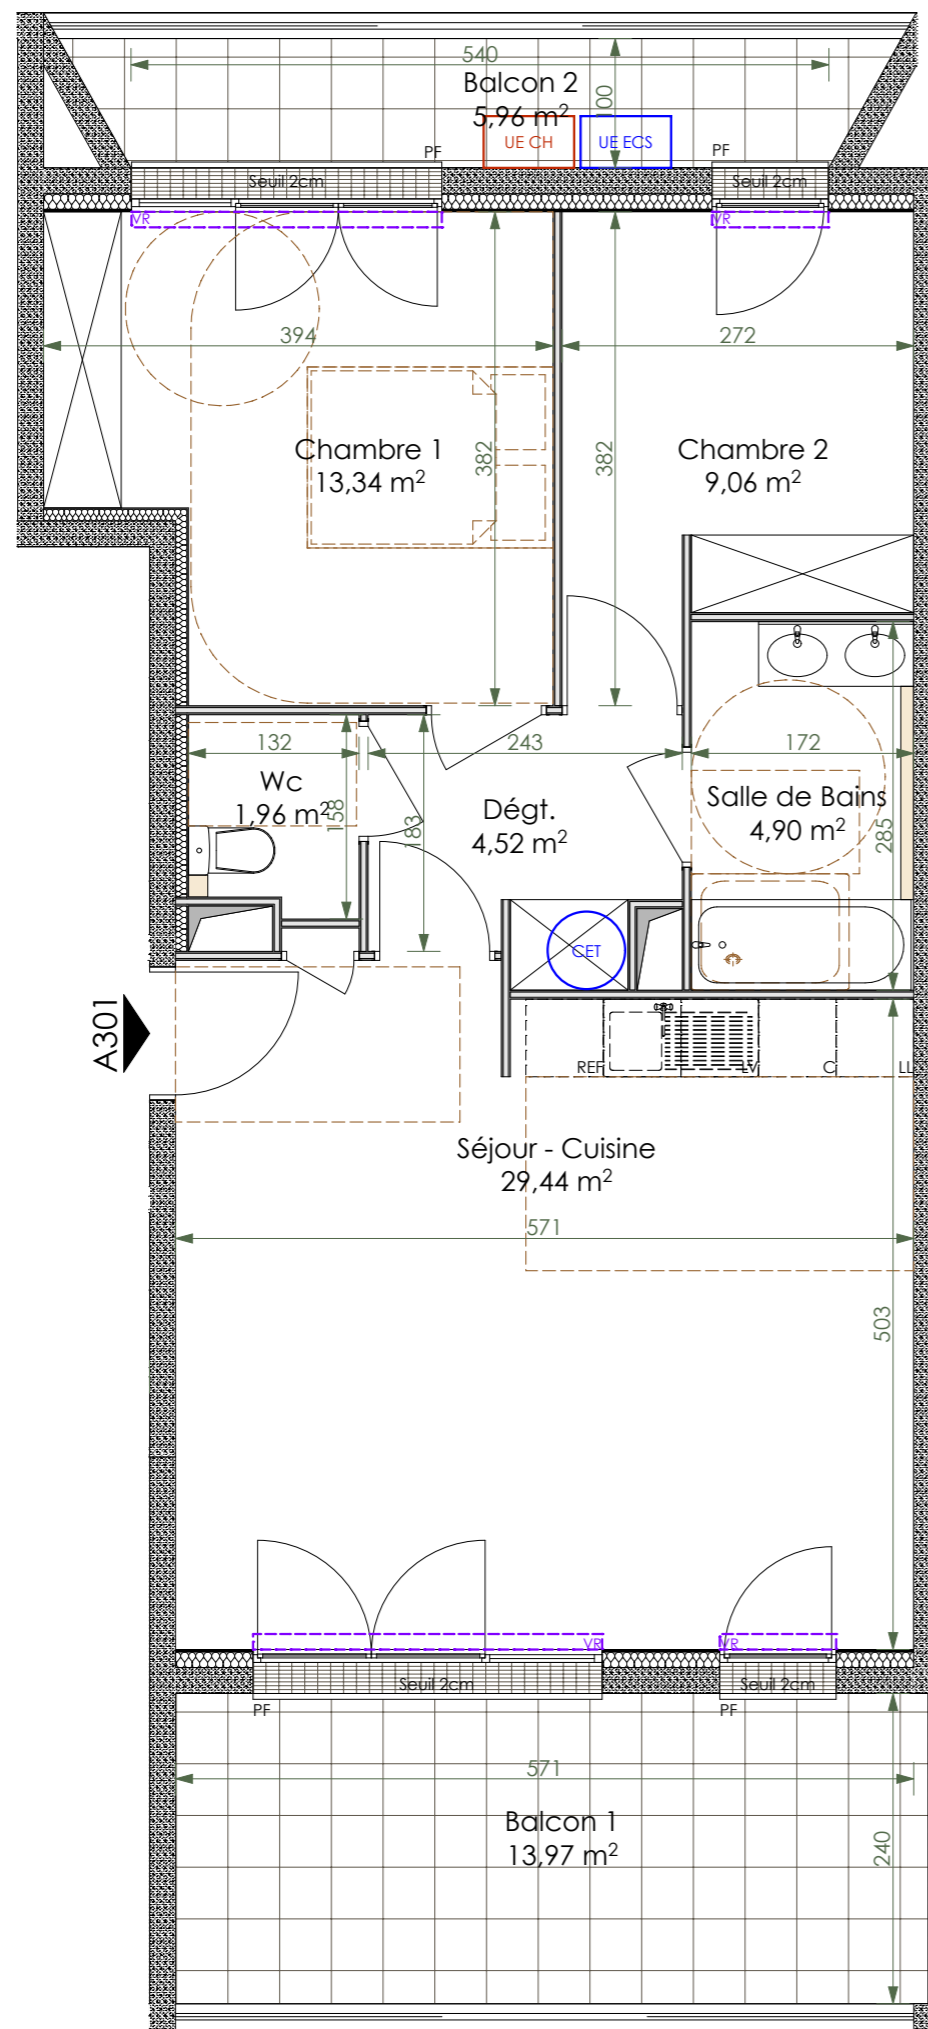 540
Balcon 2
5,96 m²
100
UE CH
UE ECS
PF
PF
Seuil 2cm
Seuil 2cm
VR
VR
394
272
Chambre 1
13,34 m²
382
382
Chambre 2
9,06 m²
132
243
172
Wc
1,96 m²
158
183
Dégt.
4,52 m²
Salle de Bains
4,90 m²
285
CET
A301
REF
LV
C
LL
Séjour - Cuisine
29,44 m²
571
503
VR
VR
Seuil 2cm
Seuil 2cm
PF
PF
571
Balcon 1
13,97 m²
240